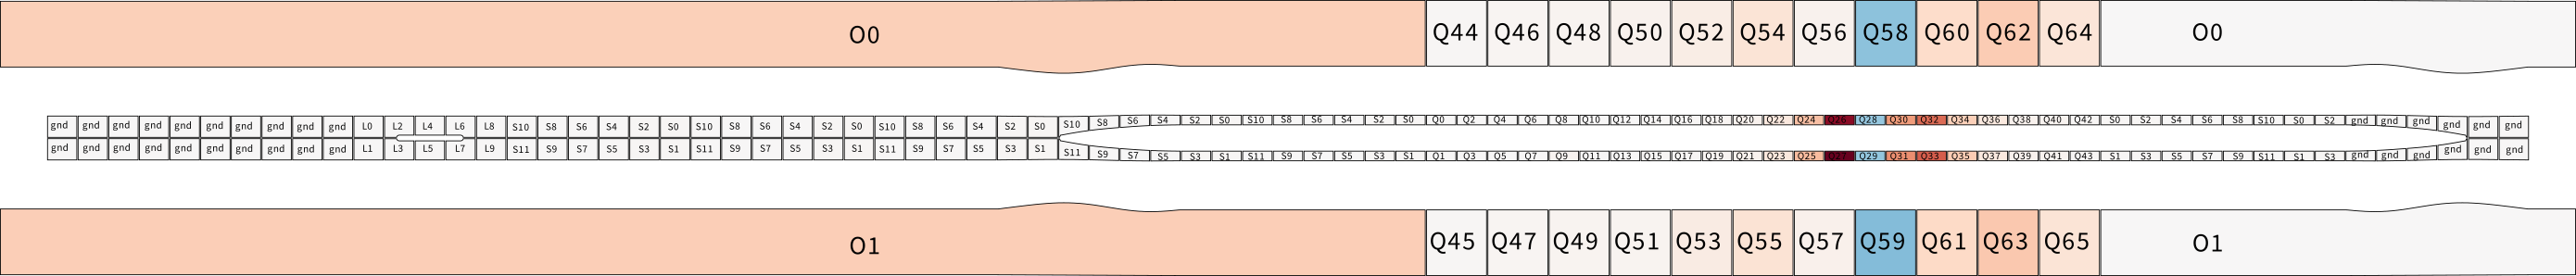 O0 Q44 Q46 Q48 Q50 Q52 Q54 Q56 Q58 Q60 Q62 Q64 O0
gnd gnd gnd gnd gnd gnd gnd gnd gnd gnd L0 L2 L4 L6 L8 S10 S8 S6 S4 S2 S0 S10 S8 S6 S4 S2 S0 S10 S8 S6 S4 S2 S0 S10 S8 S6 S4 S2 S0 S10 S8 S6 S4 S2 S0 Q0 Q2 Q4 Q6 Q8 Q10 Q12 Q14 Q16 Q18 Q20 Q22 Q24 Q26 Q28 Q30 Q32 Q34 Q36 Q38 Q40 Q42 S0 S2 S4 S6 S8 S10 S0 S2 gnd gnd gnd gnd gnd gnd
gnd gnd gnd gnd gnd gnd gnd gnd gnd gnd L1 L3 L5 L7 L9 S11 S9 S7 S5 S3 S1 S11 S9 S7 S5 S3 S1 S11 S9 S7 S5 S3 S1 S11 S9 S7 S5 S3 S1 S11 S9 S7 S5 S3 S1 Q1 Q3 Q5 Q7 Q9 Q11 Q13 Q15 Q17 Q19 Q21 Q23 Q25 Q27 Q29 Q31 Q33 Q35 Q37 Q39 Q41 Q43 S1 S3 S5 S7 S9 S11 S1 S3 gnd gnd gnd gnd gnd gnd
O1 Q45 Q47 Q49 Q51 Q53 Q55 Q57 Q59 Q61 Q63 Q65 O1